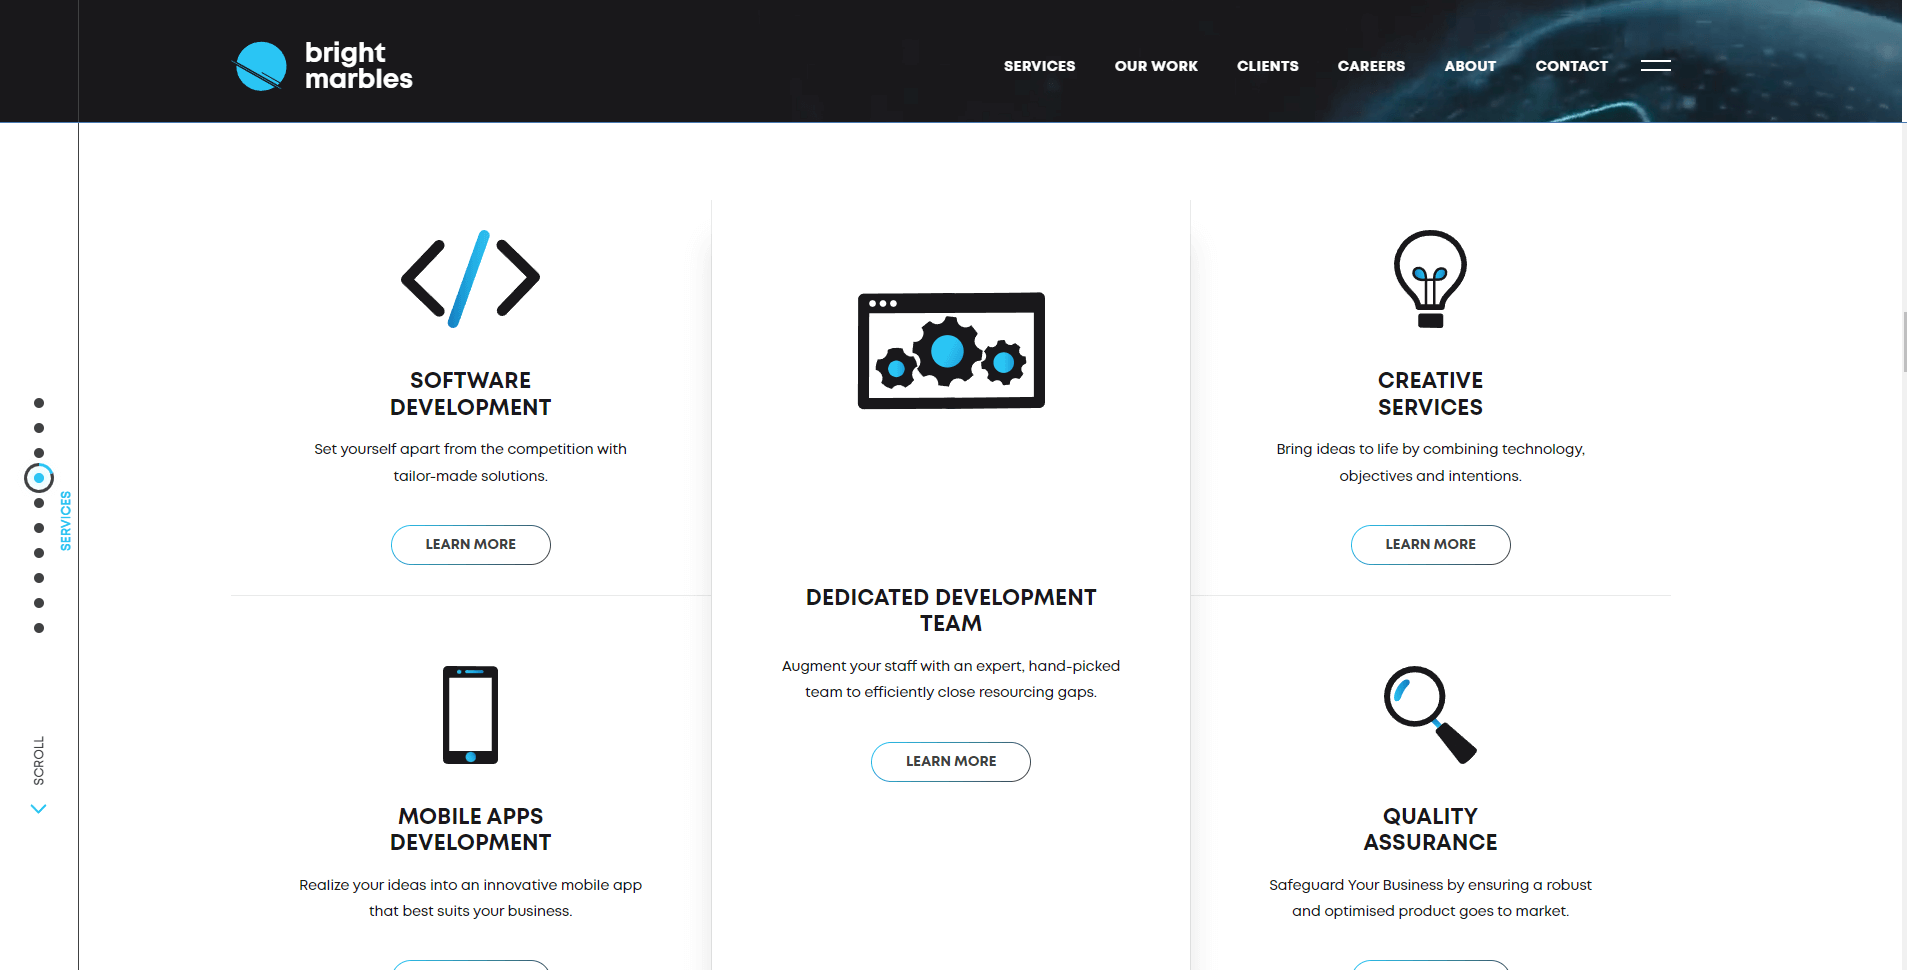 bright
marbles
SERVICES
OUR WORK
CLIENTS
CAREERS
ABOUT
CONTACT
SERVICES
SCROLL
SOFTWARE
DEVELOPMENT
Set yourself apart from the competition with
tailor-made solutions.
LEARN MORE
MOBILE APPS
DEVELOPMENT
Realize your ideas into an innovative mobile app
that best suits your business.
DEDICATED DEVELOPMENT
TEAM
Augment your staff with an expert, hand-picked
team to efficiently close resourcing gaps.
LEARN MORE
CREATIVE
SERVICES
Bring ideas to life by combining technology,
objectives and intentions.
LEARN MORE
QUALITY
ASSURANCE
Safeguard Your Business by ensuring a robust
and optimised product goes to market.